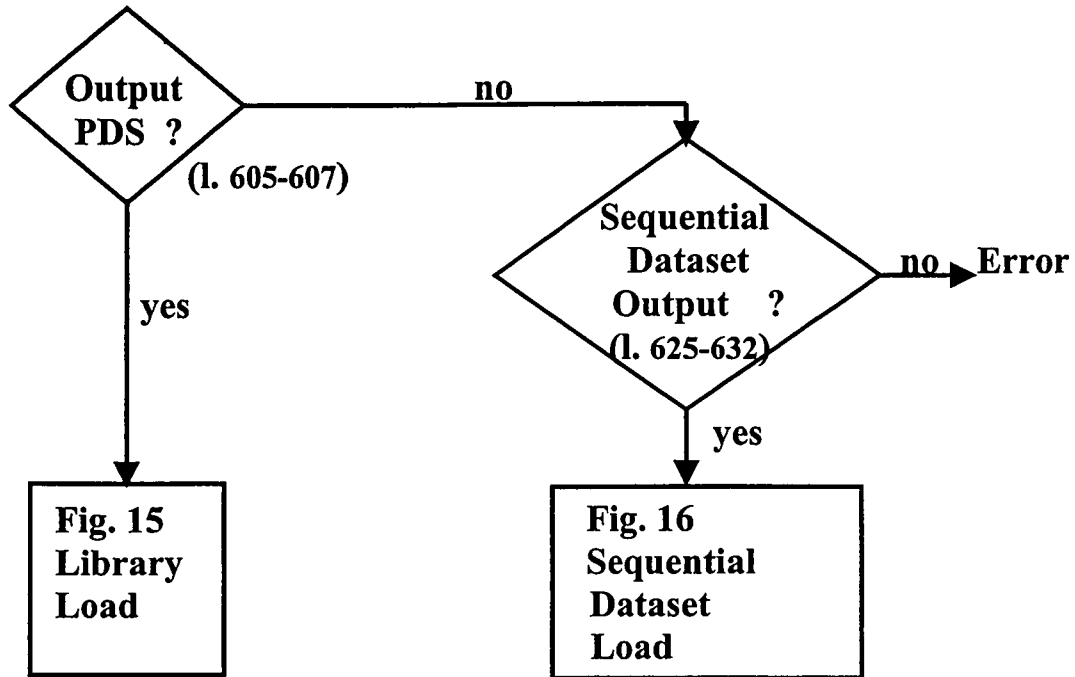 Output
PDS ?
(l. 605-607)
no
yes
Sequential
Dataset
Output ?
(l. 625-632)
no
Error
yes
Fig. 15
Library
Load
Fig. 16
Sequential
Dataset
Load